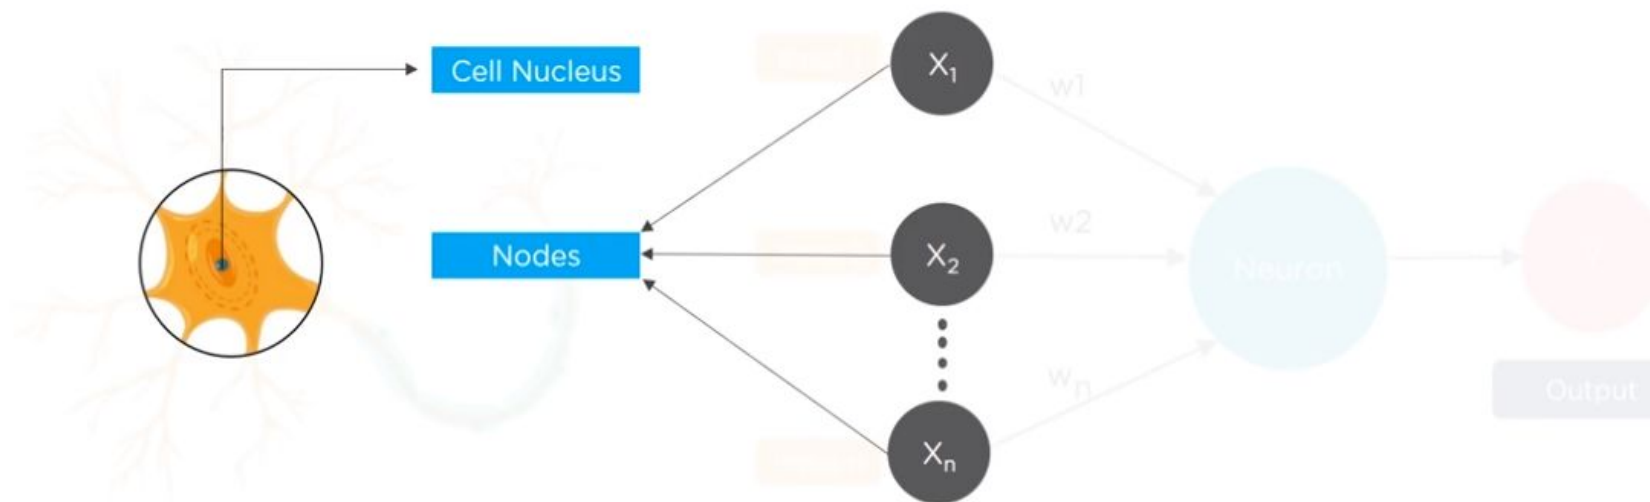 Cell Nucleus
X₁
w1
Nodes
X₂
w2
Neuron
wₙ
Output
Xₙ